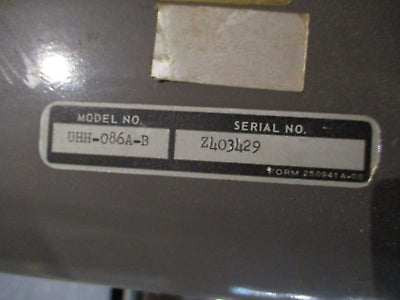 MODEL NO. SERIAL NO.
UHH-086A-B Z403429
FORM 250941A-00